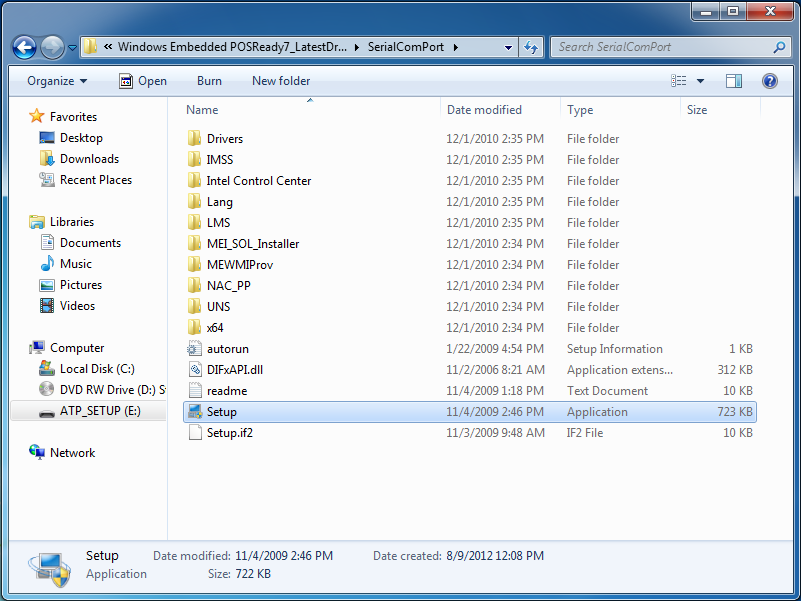 « Windows Embedded POSReady7_LatestDr... SerialComPort Search SerialComPort
Organize Open Burn New folder
Name Date modified Type Size
Favorites
Desktop
Downloads
Recent Places
Libraries
Documents
Music
Pictures
Videos
Computer
Local Disk (C:)
DVD RW Drive (D:) S
ATP_SETUP (E:)
Network
Drivers 12/1/2010 2:35 PM File folder
IMSS 12/1/2010 2:35 PM File folder
Intel Control Center 12/1/2010 2:35 PM File folder
Lang 12/1/2010 2:35 PM File folder
LMS 12/1/2010 2:35 PM File folder
MEI_SOL_Installer 12/1/2010 2:34 PM File folder
MEWMIProv 12/1/2010 2:34 PM File folder
NAC_PP 12/1/2010 2:34 PM File folder
UNS 12/1/2010 2:34 PM File folder
x64 12/1/2010 2:34 PM File folder
autorun 1/22/2009 4:54 PM Setup Information 1 KB
DIFxAPI.dll 11/2/2006 8:21 AM Application extens... 312 KB
readme 11/4/2009 1:18 PM Text Document 10 KB
Setup 11/4/2009 2:46 PM Application 723 KB
Setup.if2 11/3/2009 9:48 AM IF2 File 10 KB
Setup Date modified: 11/4/2009 2:46 PM Date created: 8/9/2012 12:08 PM
Application Size: 722 KB